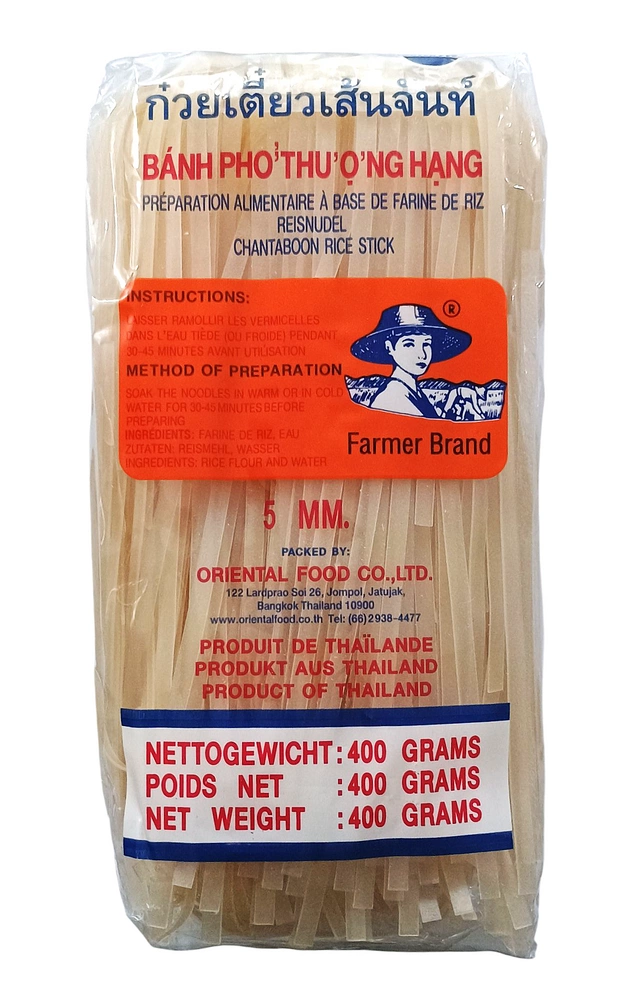 ก๋วยเตี๋ยวเส้นจันท์
BÁNH PHỎ̕ THU̕Ọ̕NG HẠNG
PRÉPARATION ALIMENTAIRE À BASE DE FARINE DE RIZ
REISNUDEL
CHANTABOON RICE STICK
INSTRUCTIONS:
LAISSER RAMOLLIR LES VERMICELLES
DANS L'EAU TIÈDE (OU FROIDE) PENDANT
30-45 MINUTES AVANT UTILISATION
METHOD OF PREPARATION
SOAK THE NOODLES IN WARM OR IN COLD
WATER FOR 30-45 MINUTES BEFORE
PREPARING
INGRÉDIENTS: FARINE DE RIZ, EAU
ZUTATEN: REISMEHL, WASSER
INGREDIENTS: RICE FLOUR AND WATER
®
Farmer Brand
5 MM.
PACKED BY:
ORIENTAL FOOD CO.,LTD.
122 Lardprao Soi 26, Jompol, Jatujak,
Bangkok Thailand 10900
www.orientalfood.co.th Tel: (66)2938-4477
PRODUIT DE THAÏLANDE
PRODUKT AUS THAILAND
PRODUCT OF THAILAND
NETTOGEWICHT : 400 GRAMS
POIDS NET : 400 GRAMS
NET WEIGHT : 400 GRAMS